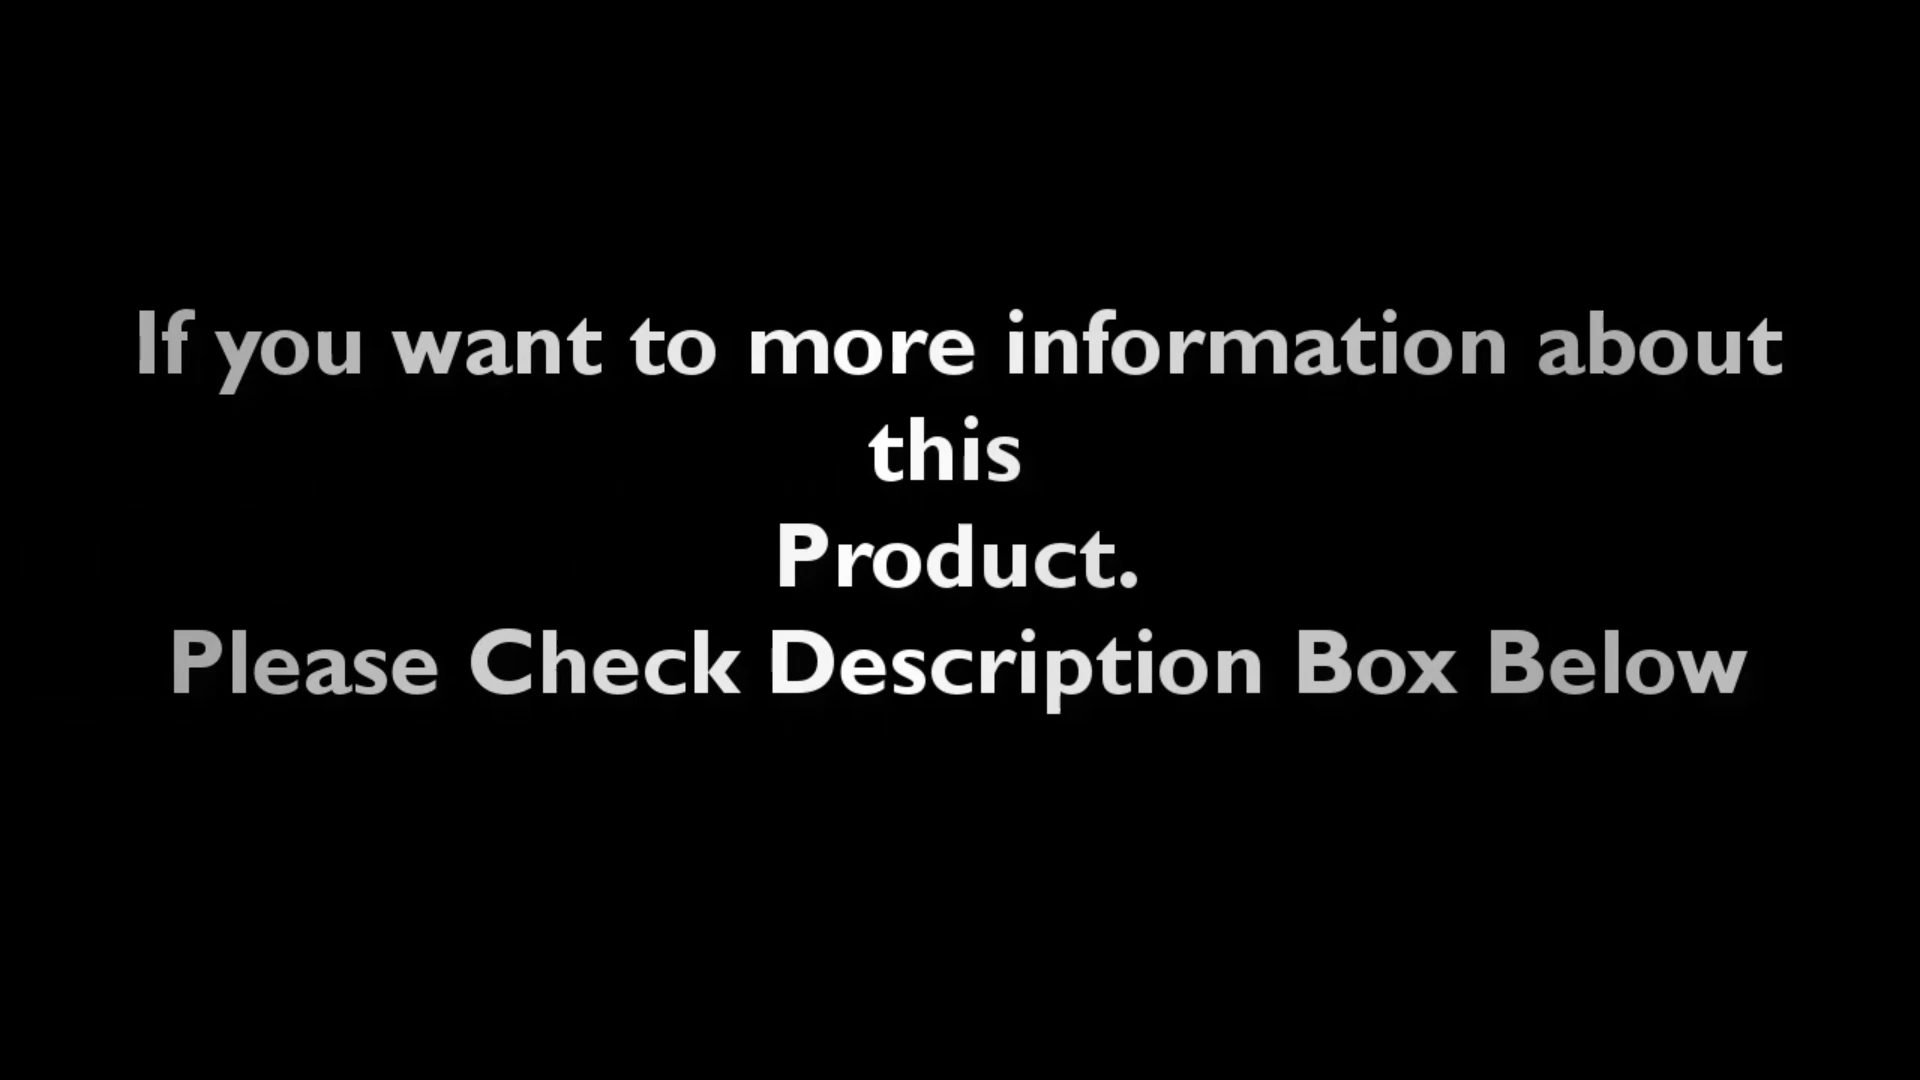 If you want to more information about
this
Product.
Please Check Description Box Below